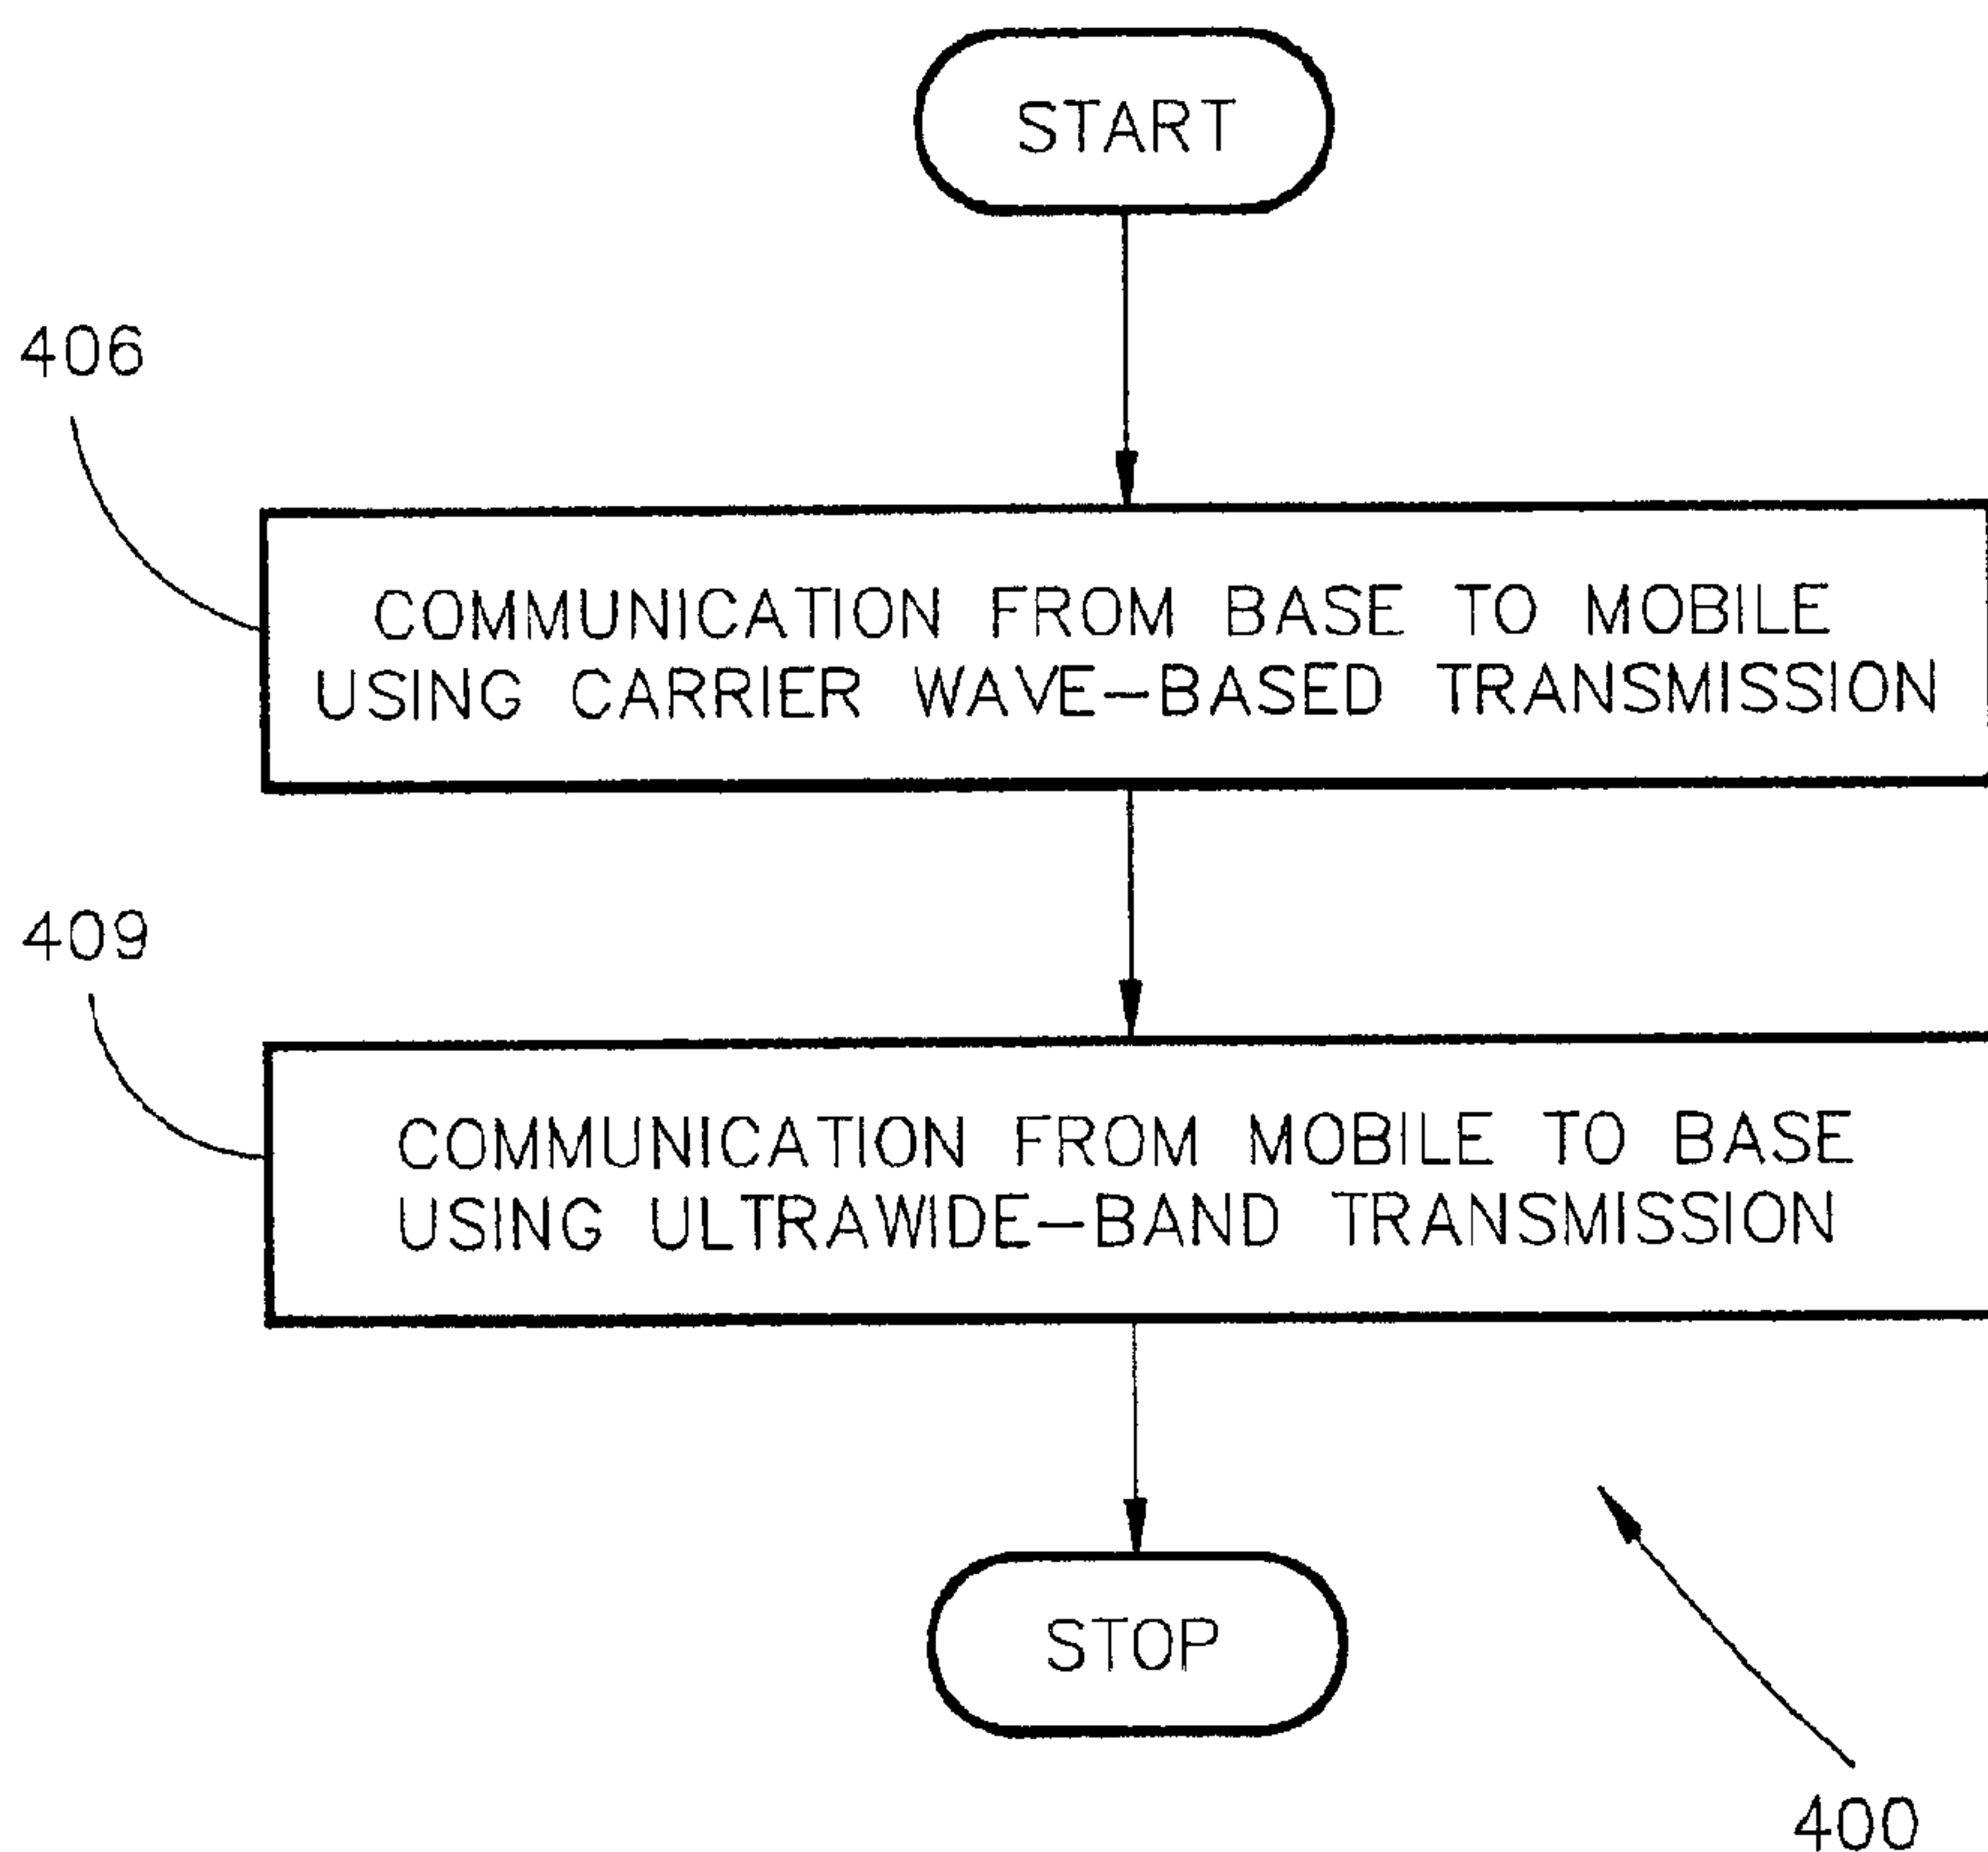 START
406
COMMUNICATION FROM BASE TO MOBILE
USING CARRIER WAVE-BASED TRANSMISSION
409
COMMUNICATION FROM MOBILE TO BASE
USING ULTRAWIDE-BAND TRANSMISSION
STOP
400